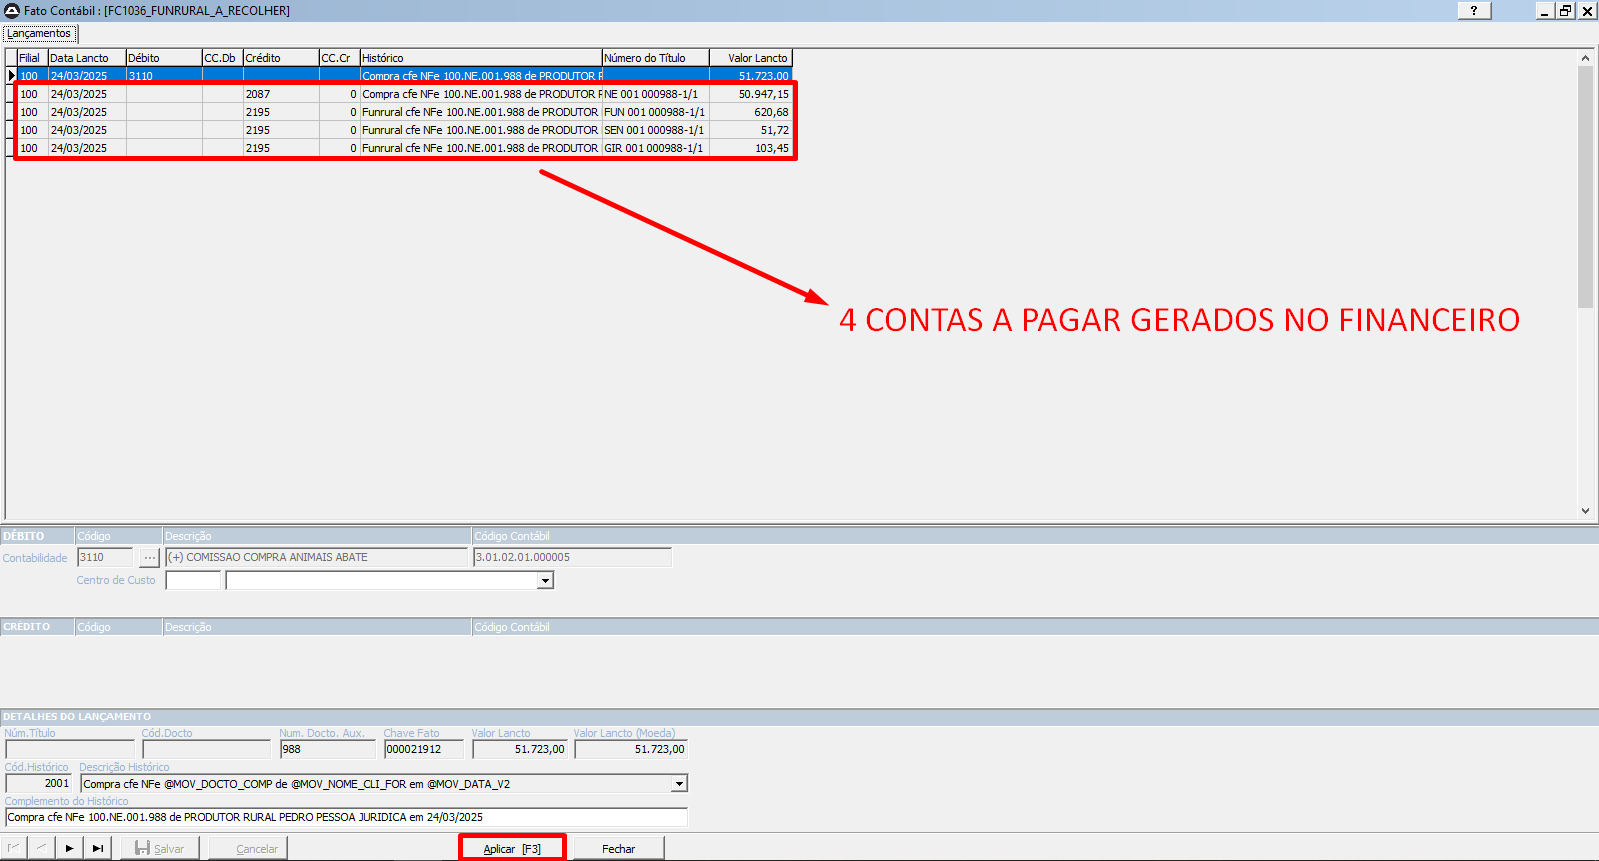 Fato Contábil : [FC1036_FUNRURAL_A_RECOLHER] ?
Lançamentos
Filial Data Lancto Débito CC.Db Crédito CC.Cr Histórico Número do Título Valor Lancto
100 24/03/2025 3110 Compra cfe NFe 100.NE.001.988 de PRODUTOR R 51.723,00
100 24/03/2025 2087 0 Compra cfe NFe 100.NE.001.988 de PRODUTOR F NE 001 000988-1/1 50.947,15
100 24/03/2025 2195 0 Funrural cfe NFe 100.NE.001.988 de PRODUTOR FUN 001 000988-1/1 620,68
100 24/03/2025 2195 0 Funrural cfe NFe 100.NE.001.988 de PRODUTOR SEN 001 000988-1/1 51,72
100 24/03/2025 2195 0 Funrural cfe NFe 100.NE.001.988 de PRODUTOR GIR 001 000988-1/1 103,45
4 CONTAS A PAGAR GERADOS NO FINANCEIRO
DÉBITO Código Descrição Código Contábil
Contabilidade 3110 ... (+) COMISSAO COMPRA ANIMAIS ABATE 3.01.02.01.000005
Centro de Custo
CRÉDITO Código Descrição Código Contábil
DETALHES DO LANÇAMENTO
Núm.Título Cód.Docto Num. Docto. Aux. Chave Fato Valor Lancto Valor Lancto (Moeda)
988 000021912 51.723,00 51.723,00
Cód.Histórico Descrição Histórico
2001 Compra cfe NFe @MOV_DOCTO_COMP de @MOV_NOME_CLI_FOR em @MOV_DATA_V2
Complemento do Histórico
Compra cfe NFe 100.NE.001.988 de PRODUTOR RURAL PEDRO PESSOA JURIDICA em 24/03/2025
Salvar Cancelar Aplicar [F3] Fechar